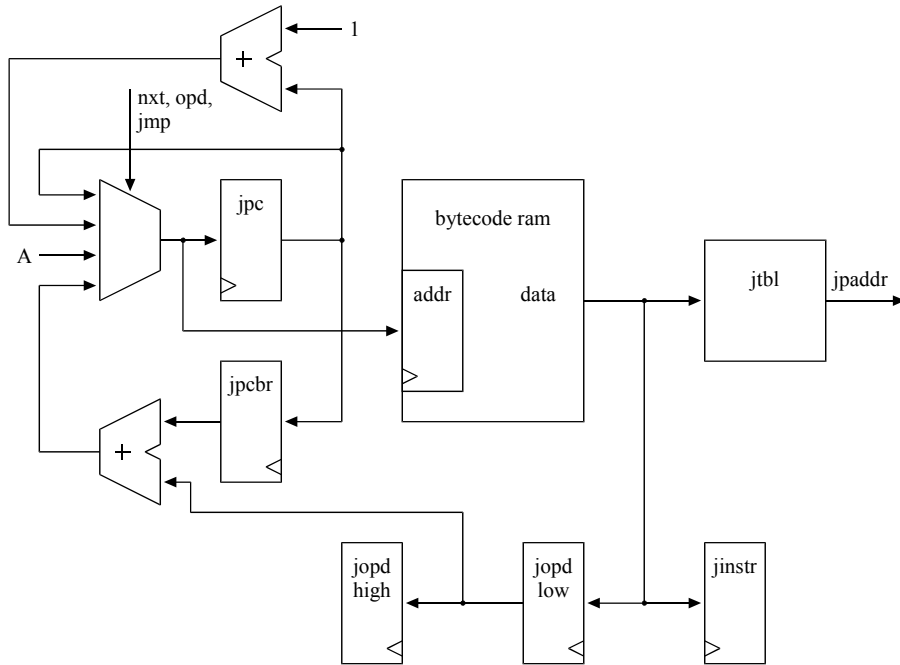 1
+
nxt, opd,
jmp
jpc
bytecode ram
A
addr
data
jtbl
jpaddr
jpcbr
+
jopd
high
jopd
low
jinstr